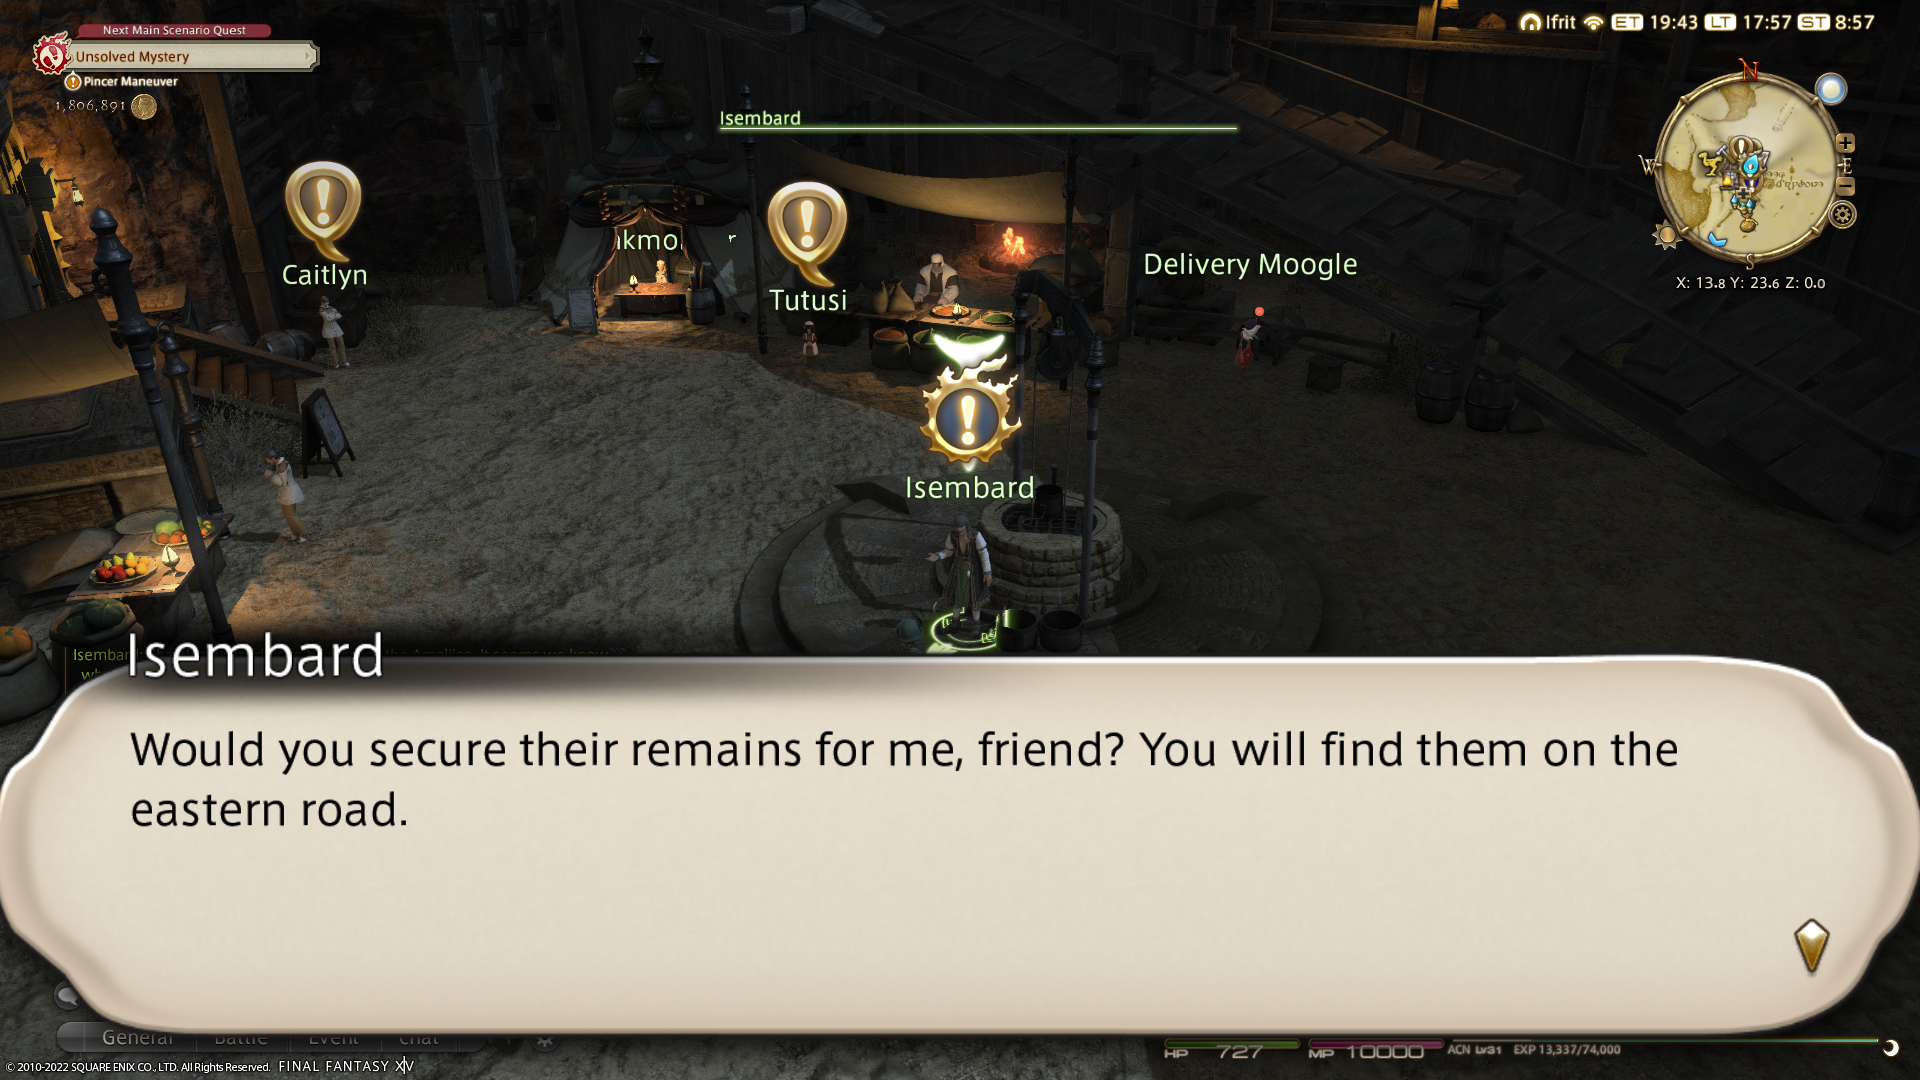 Next Main Scenario Quest
Unsolved Mystery
Pincer Maneuver
1,806,891
Ifrit ET 19:43 LT 17:57 ST 8:57
N
W
E
S
X: 13.8 Y: 23.6 Z: 0.0
Isembard
Caitlyn
Tutusi
Delivery Moogle
Isembard
Isembard
Would you secure their remains for me, friend? You will find them on the
eastern road.
General Battle Event Chat
HP 727 MP 10000 ACN Lv31 EXP 13,337/74,000
© 2010-2022 SQUARE ENIX CO., LTD. All Rights Reserved. FINAL FANTASY XIV